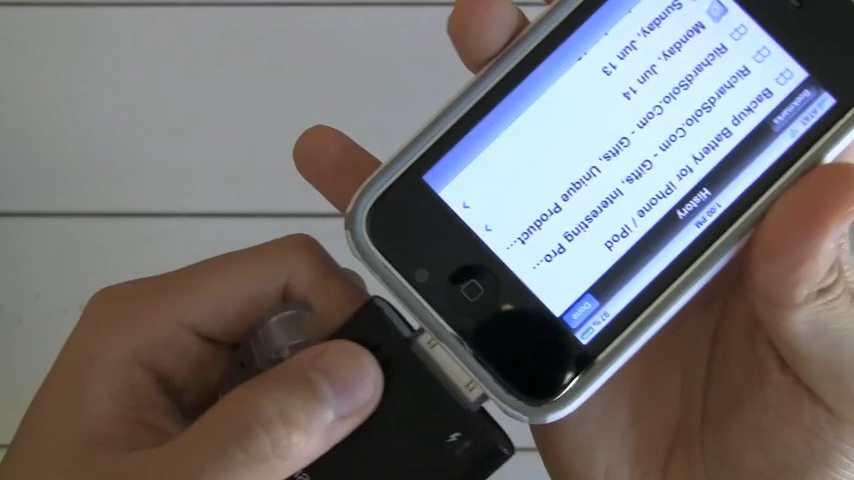 AT&T 1:00 PM 97%
Bookmarks History Done
Backup Battery for iPhone / iPod
RichardSolo.Com - Gifts, Interesting Pro...
RichardSolo.Com - Gifts, Unique Product...
Monday, Jun 14
Sunday, Jun 13